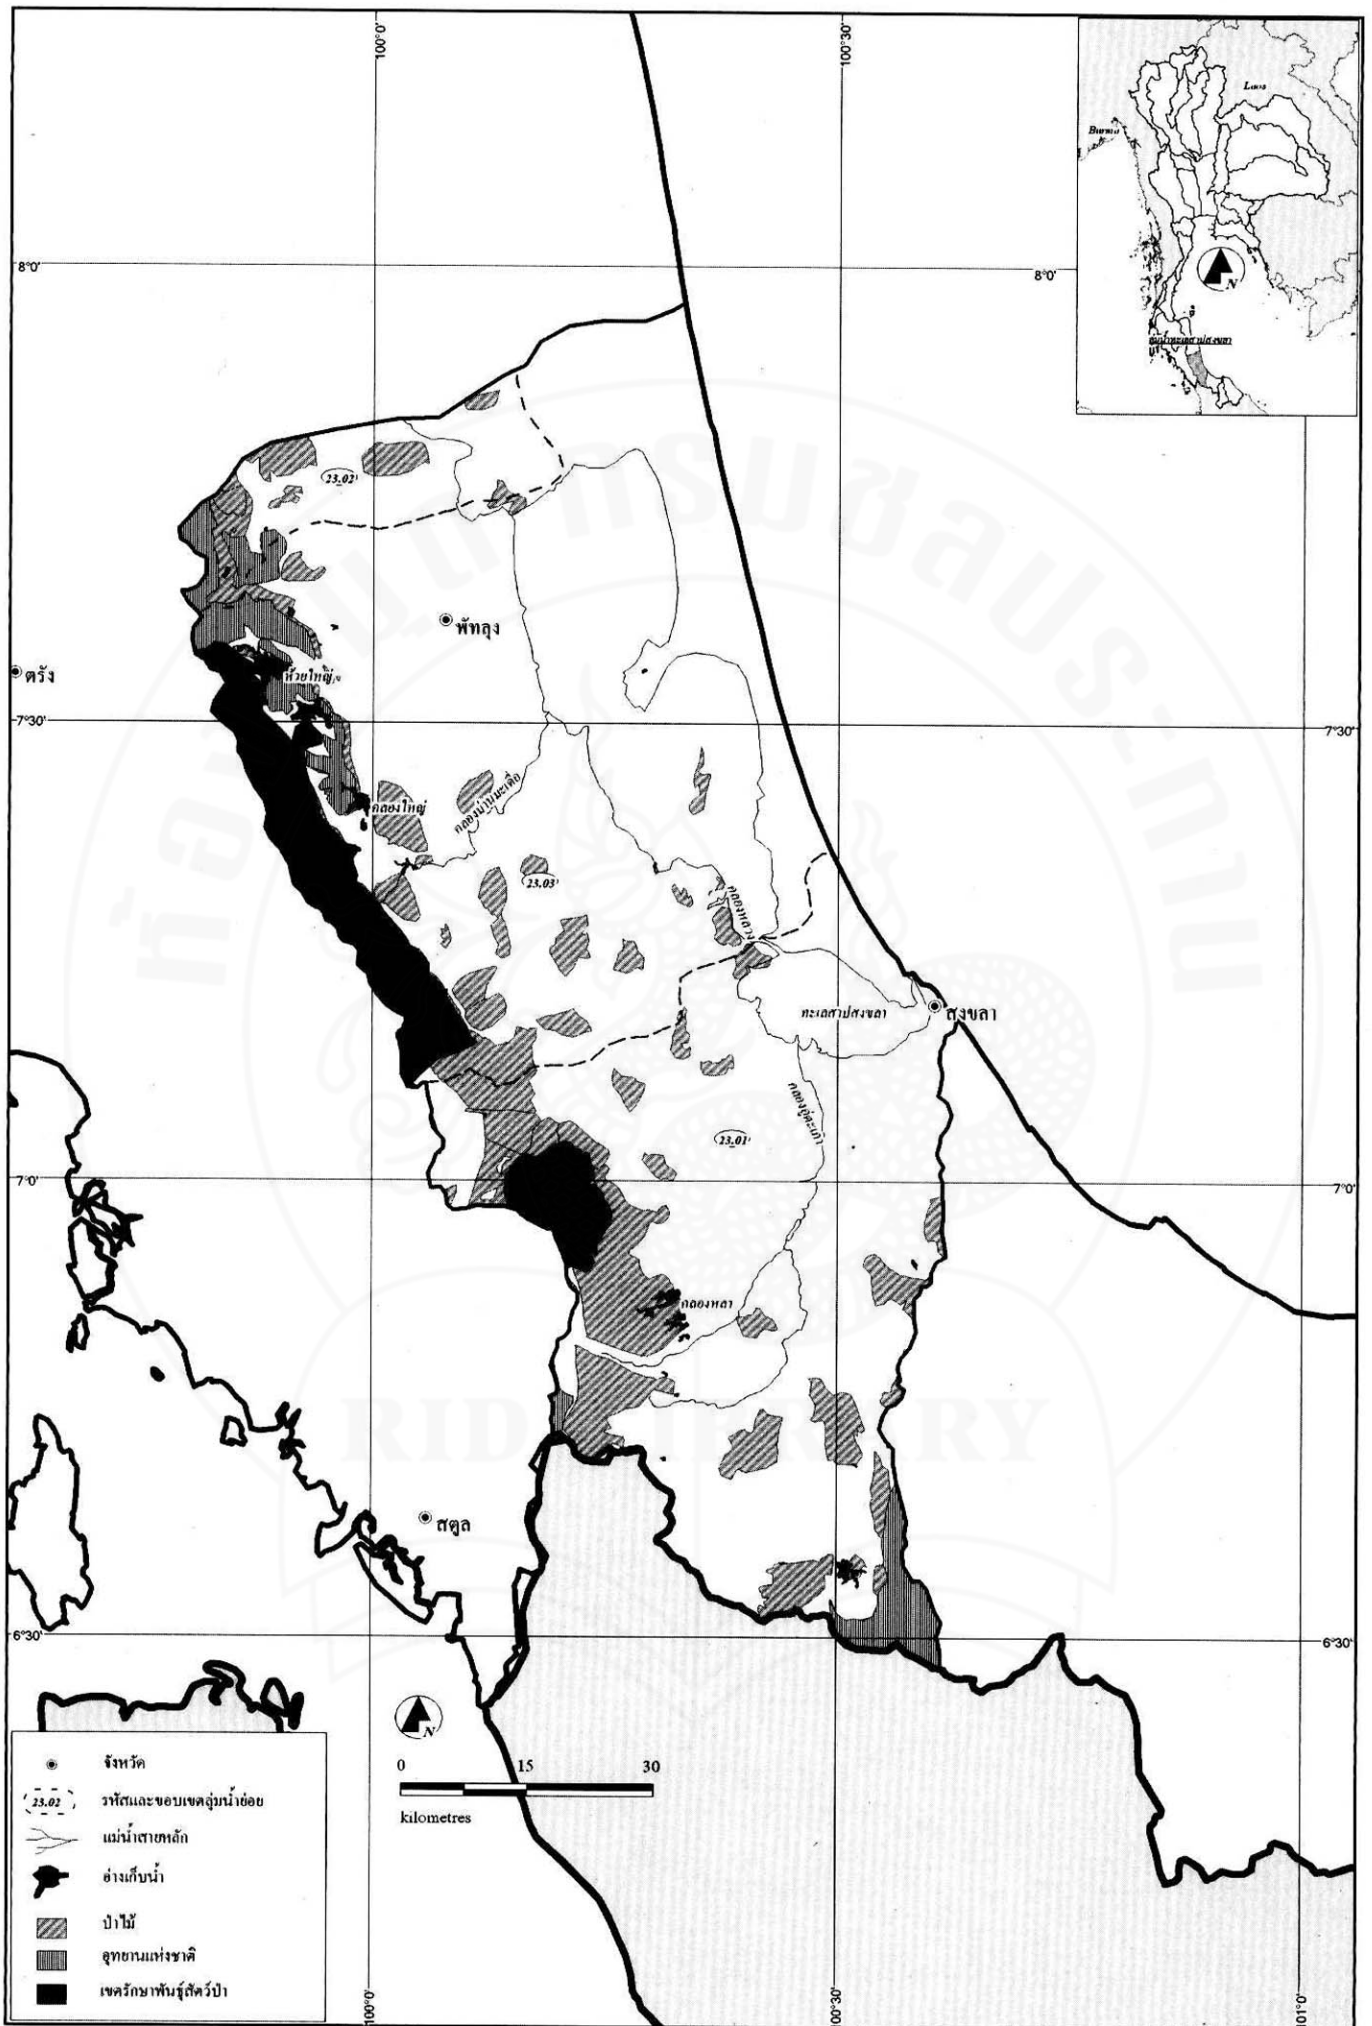 100°0'
100°30'
Laos
Burma
8°0'
8°0'
N
23.02
พัทลุง
ตรัง
ห้วยใหญ่
7°30'
7°30'
คลองใหญ่
คลองป่านมะเดื่อ
23.03
คลองหลวง
ทะเลสาปสงขลา
สงขลา
คลองอู่ตะเภา
23.01
7°0'
7°0'
คลองหลา
RID LIBRARY
สตูล
6°30'
6°30'
N
0 15 30
kilometres
จังหวัด
23.02 รหัสและขอบเขตลุ่มน้ำย่อย
แม่น้ำสายหลัก
อ่างเก็บน้ำ
ป่าไม้
อุทยานแห่งชาติ
เขตรักษาพันธุ์สัตว์ป่า
100°0'
100°30'
101°0'